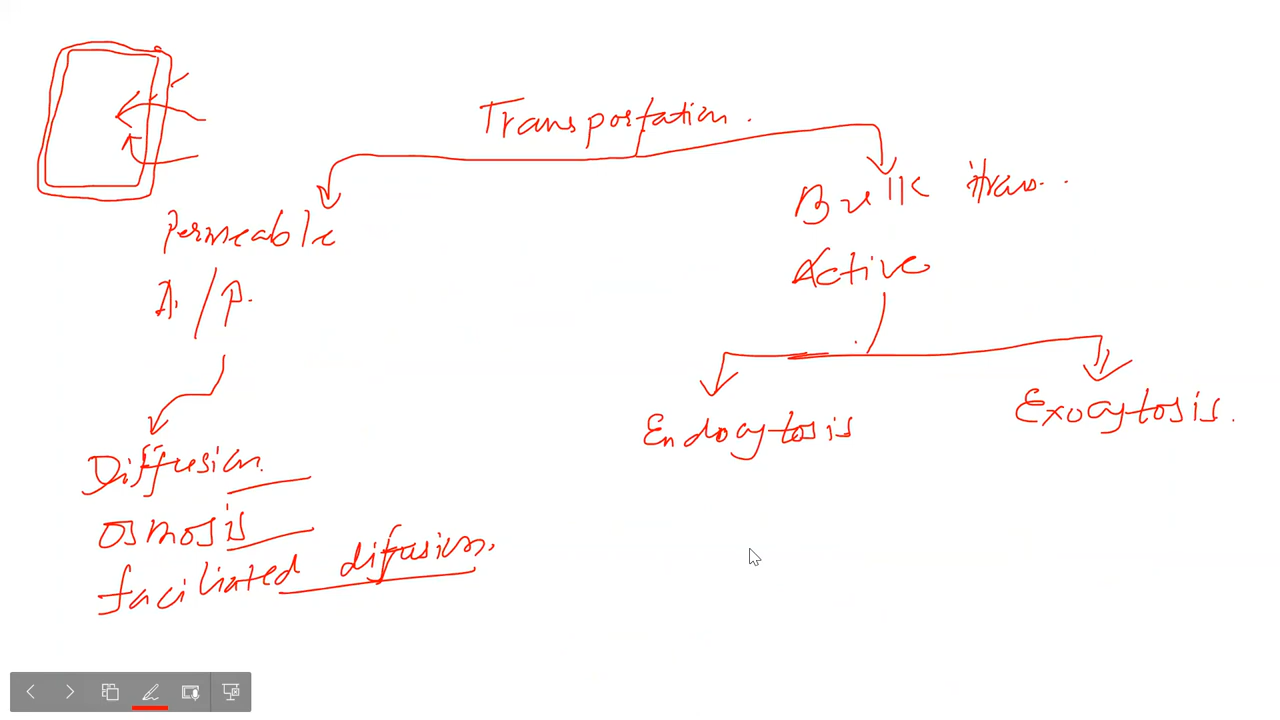 Transportation.
Permeable
A./P.
Diffusion.
osmosis
faciliated difusion.
Bulk trans..
Active
Endocytosis
Exocytosis.